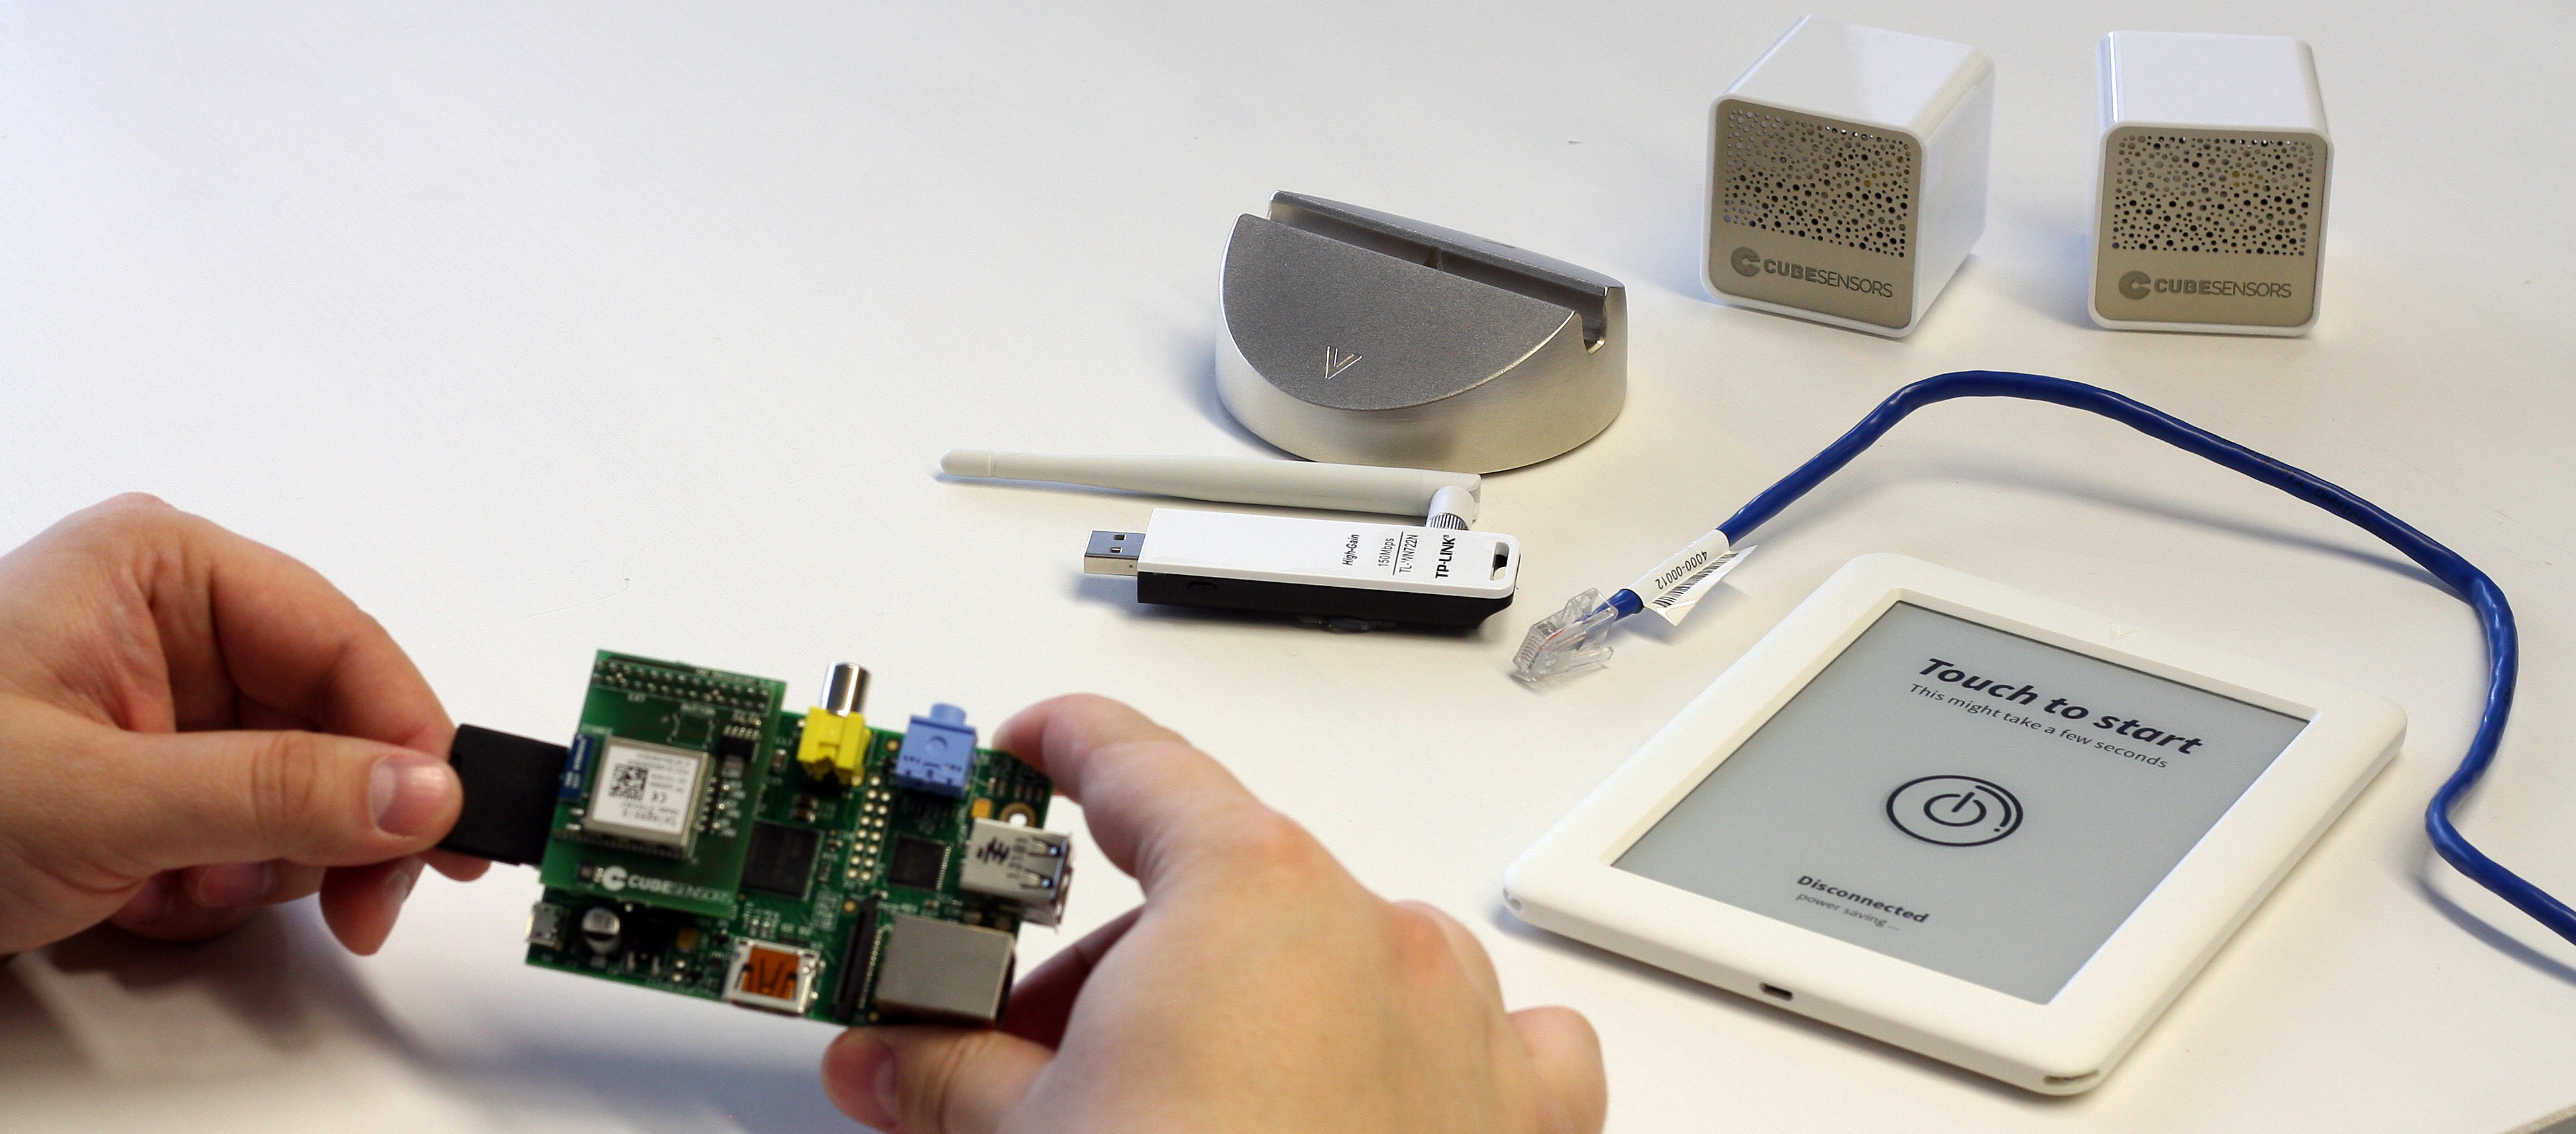 CUBESENSORS
CUBESENSORS
High-Gain
150Mbps
TL-WN722N
TP-LINK
4000-00012
Touch to start
This might take a few seconds
Disconnected
power saving...
CUBESENSORS